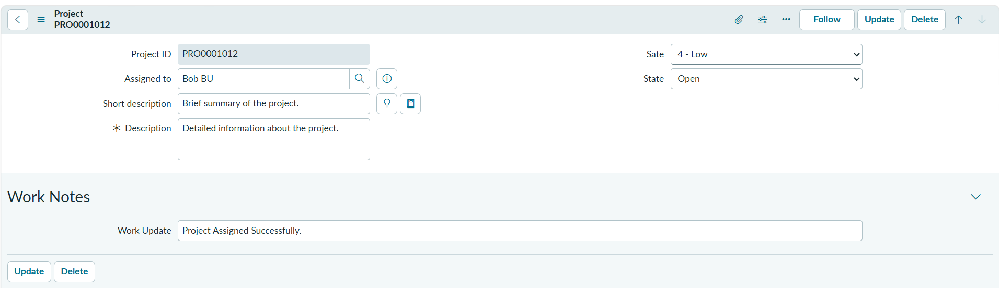 Project
PRO0001012
Follow
Update
Delete
Project ID
PRO0001012
Sate
4 - Low
Assigned to
Bob BU
State
Open
Short description
Brief summary of the project.
Description
Detailed information about the project.
Work Notes
Work Update
Project Assigned Successfully.
Update
Delete